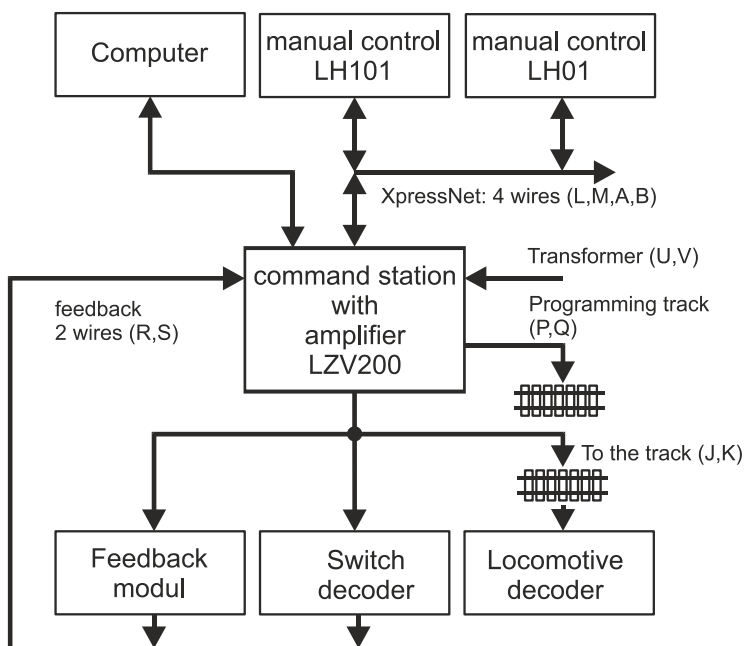 Computer
manual control
LH101
manual control
LH01
XpressNet: 4 wires (L,M,A,B)
command station
with
amplifier
LZV200
Transformer (U,V)
feedback
2 wires (R,S)
Programming track
(P,Q)
To the track (J,K)
Feedback
modul
Switch
decoder
Locomotive
decoder